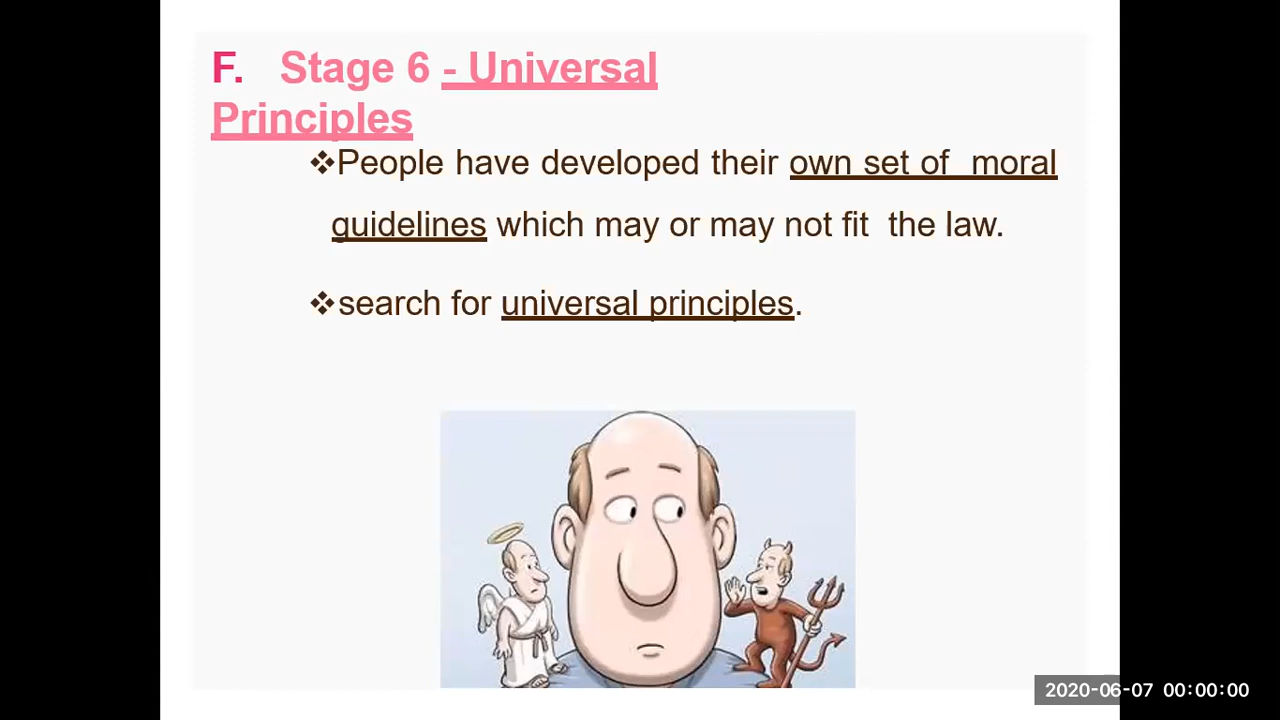 F. Stage 6 - Universal
Principles
❖People have developed their own set of moral
guidelines which may or may not fit the law.
❖search for universal principles.
2020-06-07 00:00:00